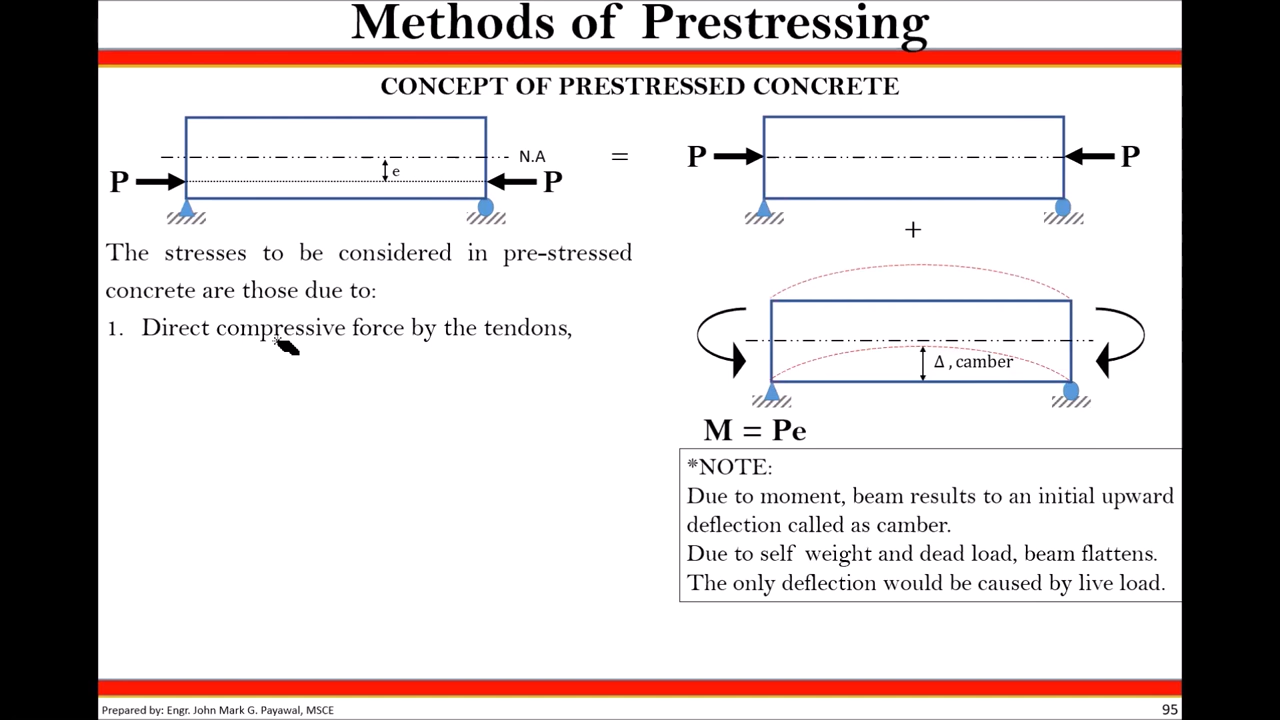 Methods of Prestressing
CONCEPT OF PRESTRESSED CONCRETE
N.A
e
P
P
=
P
P
+
The stresses to be considered in pre-stressed
concrete are those due to:
1. Direct compressive force by the tendons,
Δ , camber
M = Pe
*NOTE:
Due to moment, beam results to an initial upward
deflection called as camber.
Due to self weight and dead load, beam flattens.
The only deflection would be caused by live load.
Prepared by: Engr. John Mark G. Payawal, MSCE
95